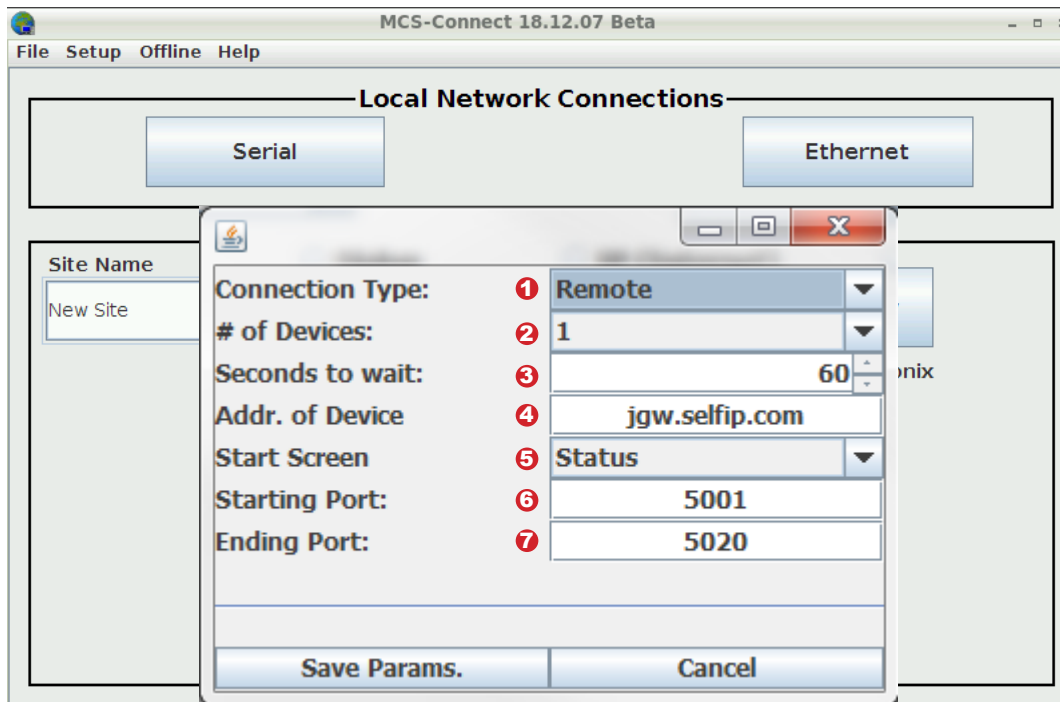 MCS-Connect 18.12.07 Beta
File Setup Offline Help
Local Network Connections
Serial Ethernet
Site Name
New Site
Connection Type: 1 Remote
# of Devices: 2 1
Seconds to wait: 3 60
onix
Addr. of Device 4 jgw.selfip.com
Start Screen 5 Status
Starting Port: 6 5001
Ending Port: 7 5020
Save Params. Cancel